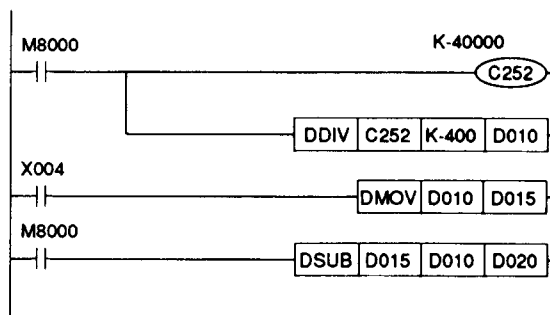 M8000 K-40000
C252
DDIV C252 K-400 D010
X004
DMOV D010 D015
M8000
DSUB D015 D010 D020